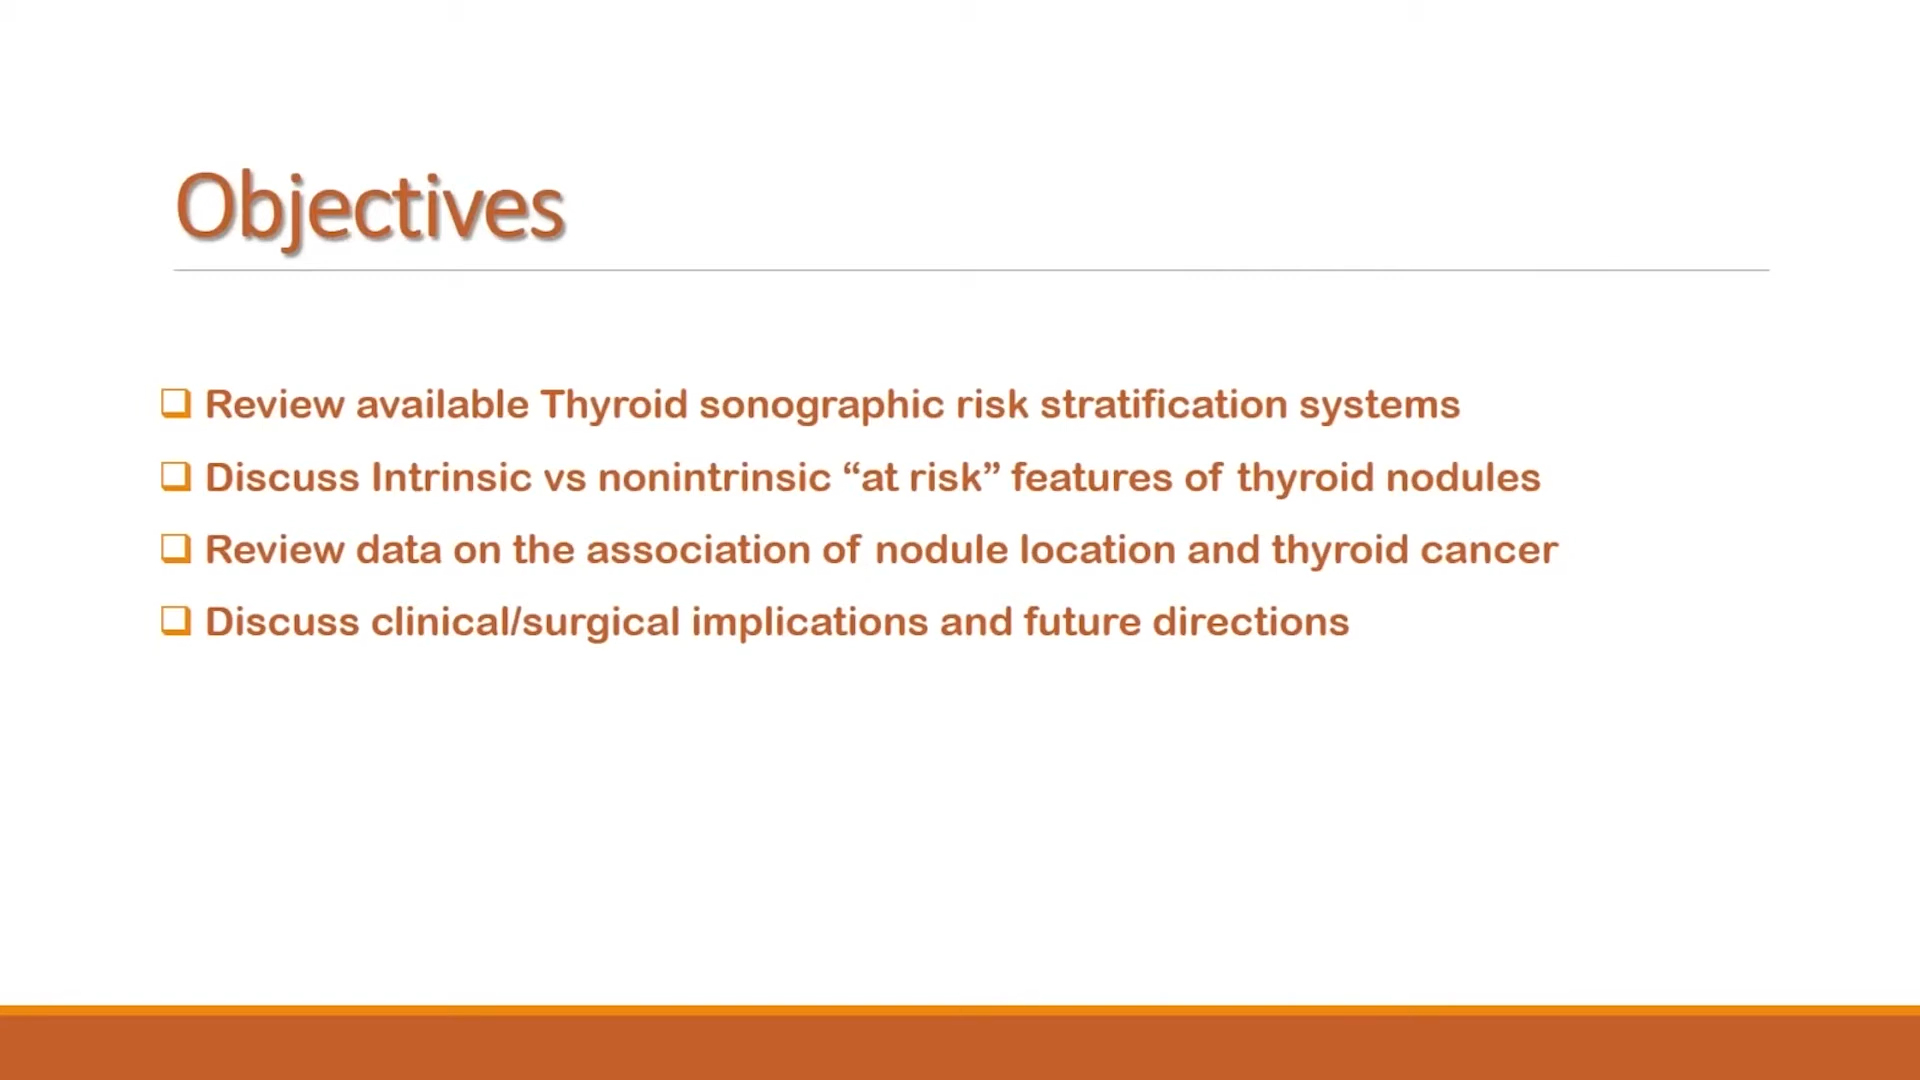 Objectives
❑ Review available Thyroid sonographic risk stratification systems
❑ Discuss Intrinsic vs nonintrinsic “at risk” features of thyroid nodules
❑ Review data on the association of nodule location and thyroid cancer
❑ Discuss clinical/surgical implications and future directions